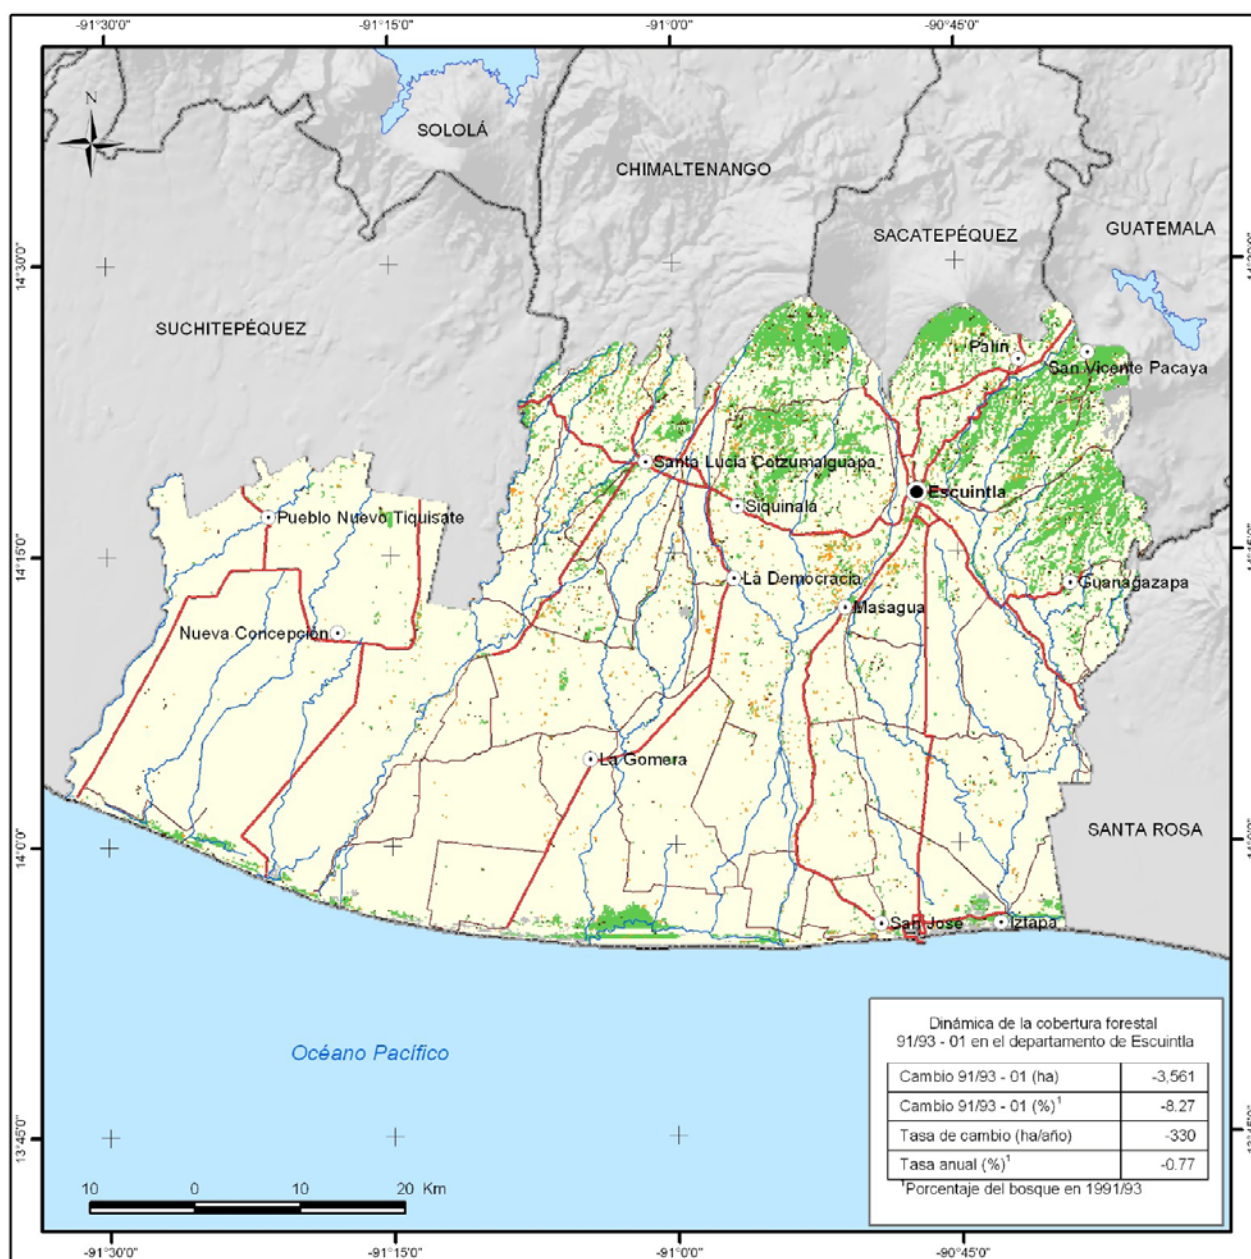 -91°30'0" -91°15'0" -91°0'0" -90°45'0"
N
SOLOLÁ
CHIMALTENANGO
SACATEPÉQUEZ
GUATEMALA
14°30'0"
SUCHITEPÉQUEZ
Palín
San Vicente Pacaya
Santa Lucía Cotzumalguapa
Escuintla
Siquinalá
Pueblo Nuevo Tiquisate
14°15'0"
La Democracia
Guanagazapa
Masagua
Nueva Concepción
La Gomera
SANTA ROSA
14°0'0"
San José
Iztapa
Océano Pacífico
Dinámica de la cobertura forestal
91/93 - 01 en el departamento de Escuintla
Cambio 91/93 - 01 (ha) -3,561
Cambio 91/93 - 01 (%)¹ -8.27
Tasa de cambio (ha/año) -330
Tasa anual (%)¹ -0.77
¹Porcentaje del bosque en 1991/93
13°45'0"
10 0 10 20 Km
-91°30'0" -91°15'0" -91°0'0" -90°45'0"